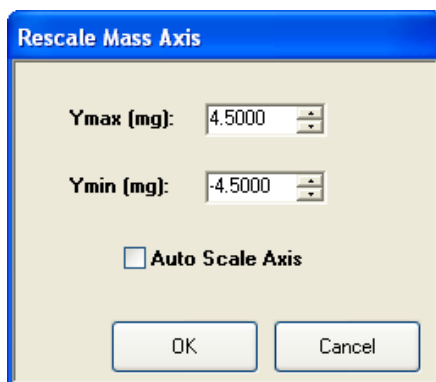 Rescale Mass Axis
Ymax (mg): 4.5000
Ymin (mg): -4.5000
Auto Scale Axis
OK Cancel